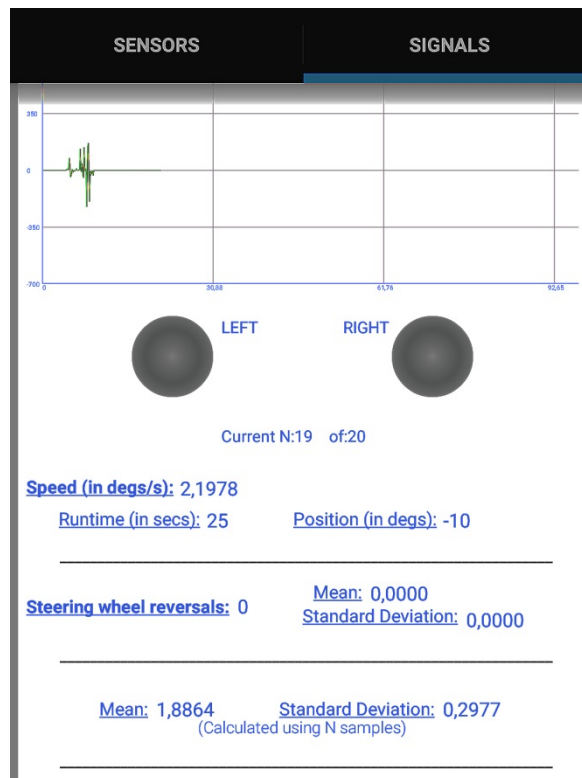 SENSORS SIGNALS
350
0
-350
-700 0 30,88 61,78 92,65
LEFT RIGHT
Current N:19 of:20
Speed (in degs/s): 2,1978
Runtime (in secs): 25 Position (in degs): -10
Mean: 0,0000
Steering wheel reversals: 0
Standard Deviation: 0,0000
Mean: 1,8864 Standard Deviation: 0,2977
(Calculated using N samples)